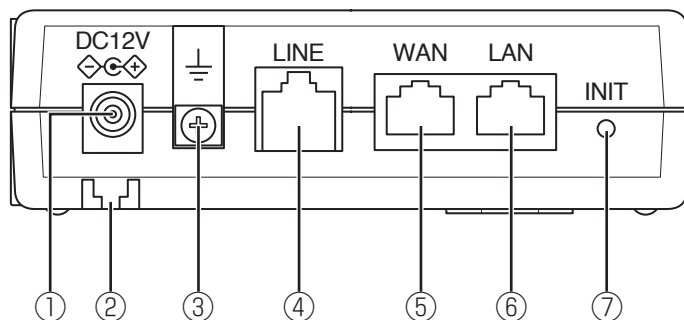 DC12V
LINE
WAN
LAN
INIT
①
②
③
④
⑤
⑥
⑦